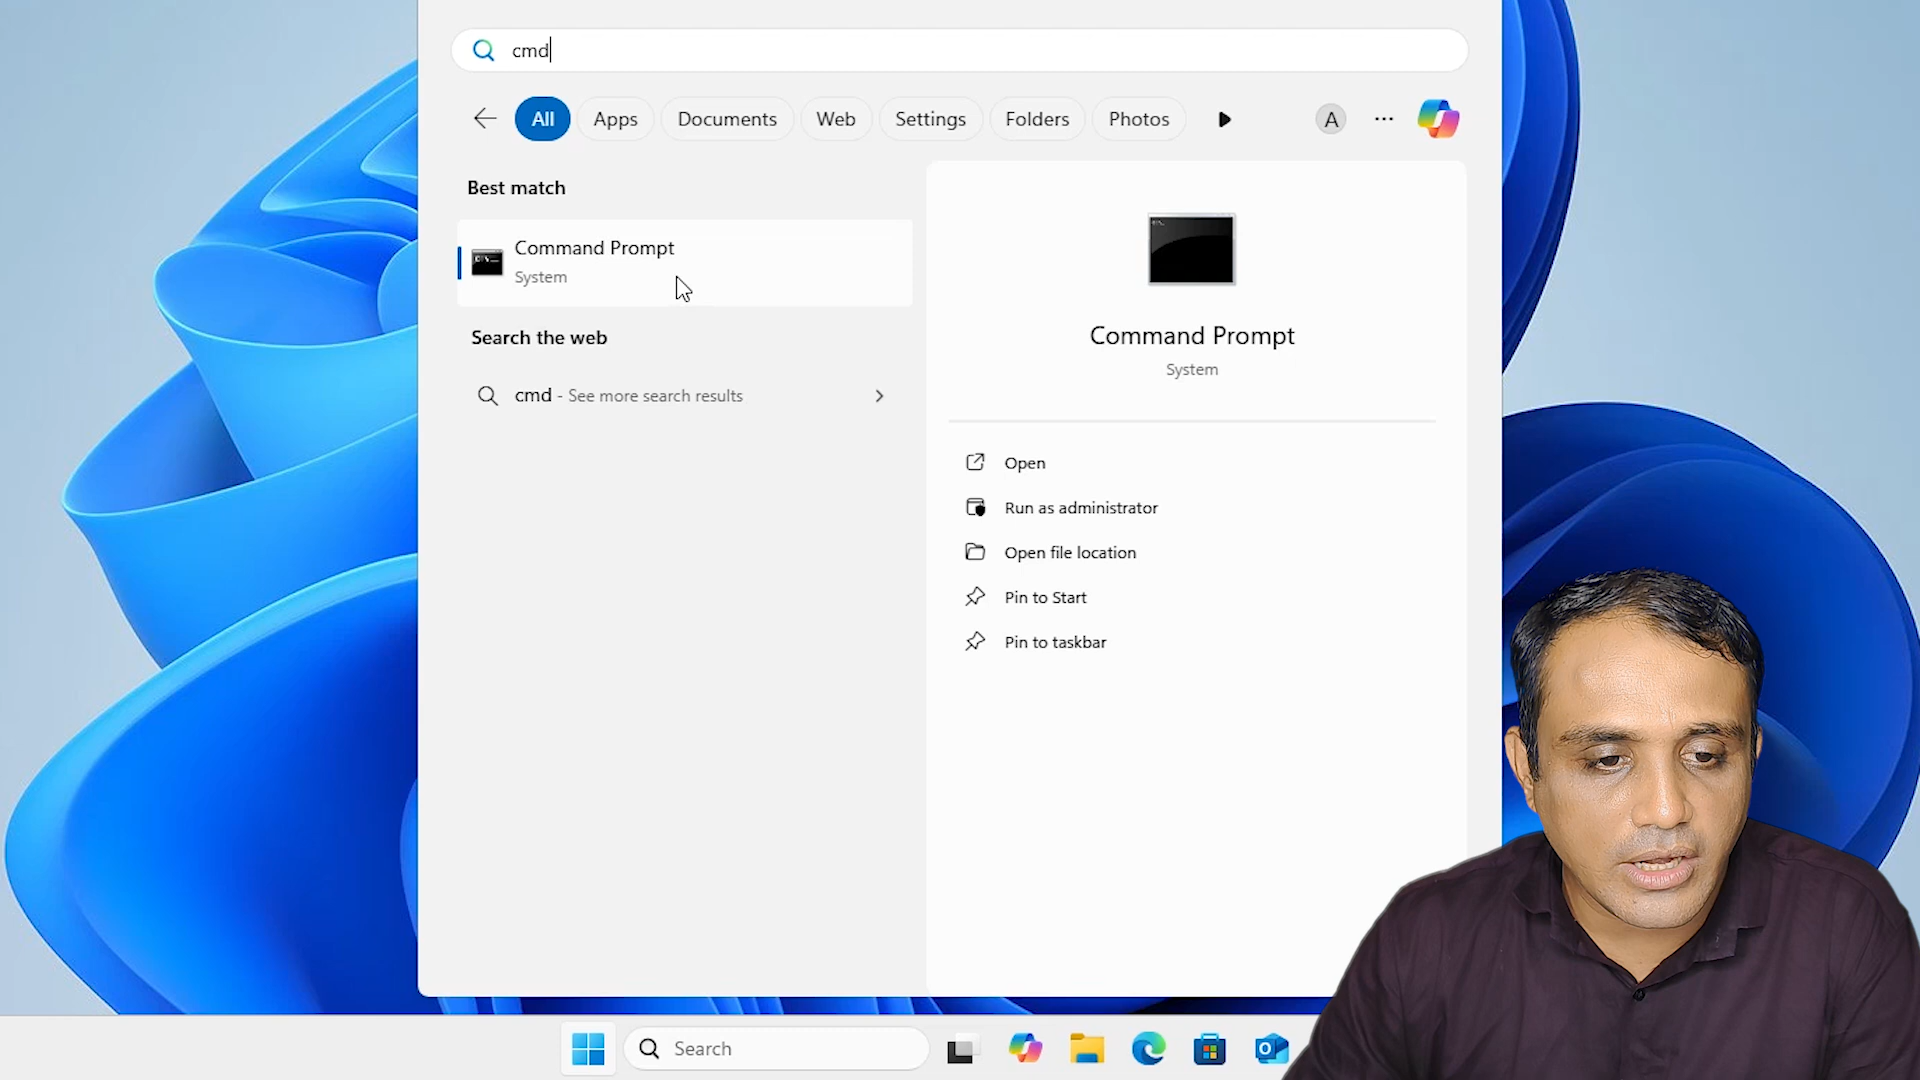 cmd
All
Apps
Documents
Web
Settings
Folders
Photos
A
Best match
Command Prompt
System
Search the web
cmd - See more search results
Command Prompt
System
Open
Run as administrator
Open file location
Pin to Start
Pin to taskbar
Search